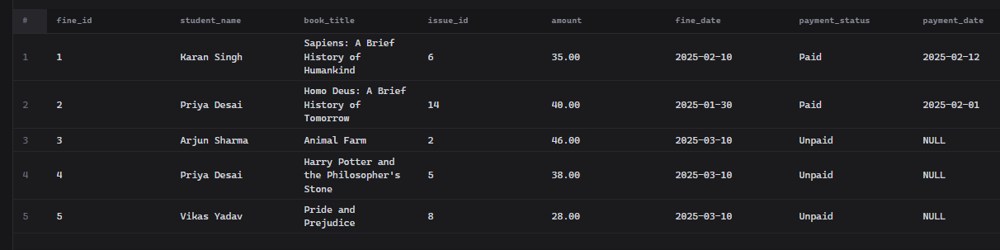 # fine_id student_name book_title issue_id amount fine_date payment_status payment_date
1 1 Karan Singh Sapiens: A Brief History of Humankind 6 35.00 2025-02-10 Paid 2025-02-12
2 2 Priya Desai Homo Deus: A Brief History of Tomorrow 14 40.00 2025-01-30 Paid 2025-02-01
3 3 Arjun Sharma Animal Farm 2 46.00 2025-03-10 Unpaid NULL
4 4 Priya Desai Harry Potter and the Philosopher's Stone 5 38.00 2025-03-10 Unpaid NULL
5 5 Vikas Yadav Pride and Prejudice 8 28.00 2025-03-10 Unpaid NULL